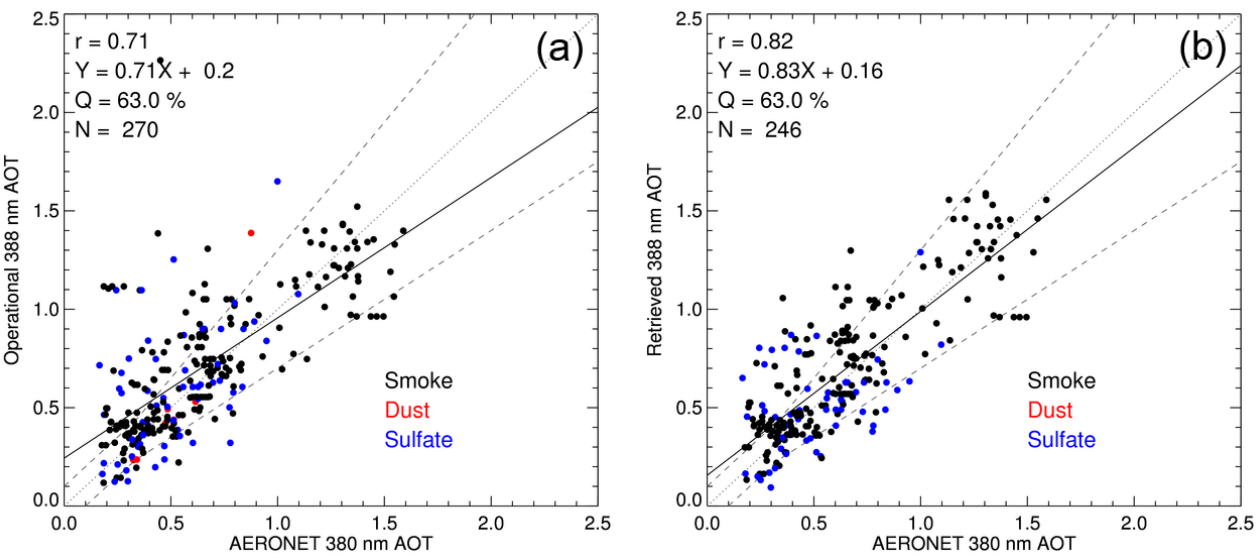 2.5
2.0
1.5
1.0
0.5
0.0
Operational 388 nm AOT
r = 0.71
Y = 0.71X + 0.2
Q = 63.0 %
N = 270
(a)
Smoke
Dust
Sulfate
0.0 0.5 1.0 1.5 2.0 2.5
AERONET 380 nm AOT
2.5
2.0
1.5
1.0
0.5
0.0
Retrieved 388 nm AOT
r = 0.82
Y = 0.83X + 0.16
Q = 63.0 %
N = 246
(b)
Smoke
Dust
Sulfate
0.0 0.5 1.0 1.5 2.0 2.5
AERONET 380 nm AOT